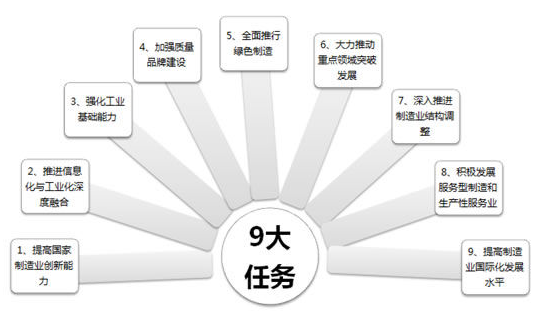 1、提高国家
制造业创新能
力
2、推进信息
化与工业化深
度融合
3、强化工业
基础能力
4、加强质量
品牌建设
5、全面推行
绿色制造
6、大力推动
重点领域突破
发展
7、深入推进
制造业结构调
整
8、积极发展
服务型制造和
生产性服务业
9、提高制造
业国际化发展
水平
9大
任务